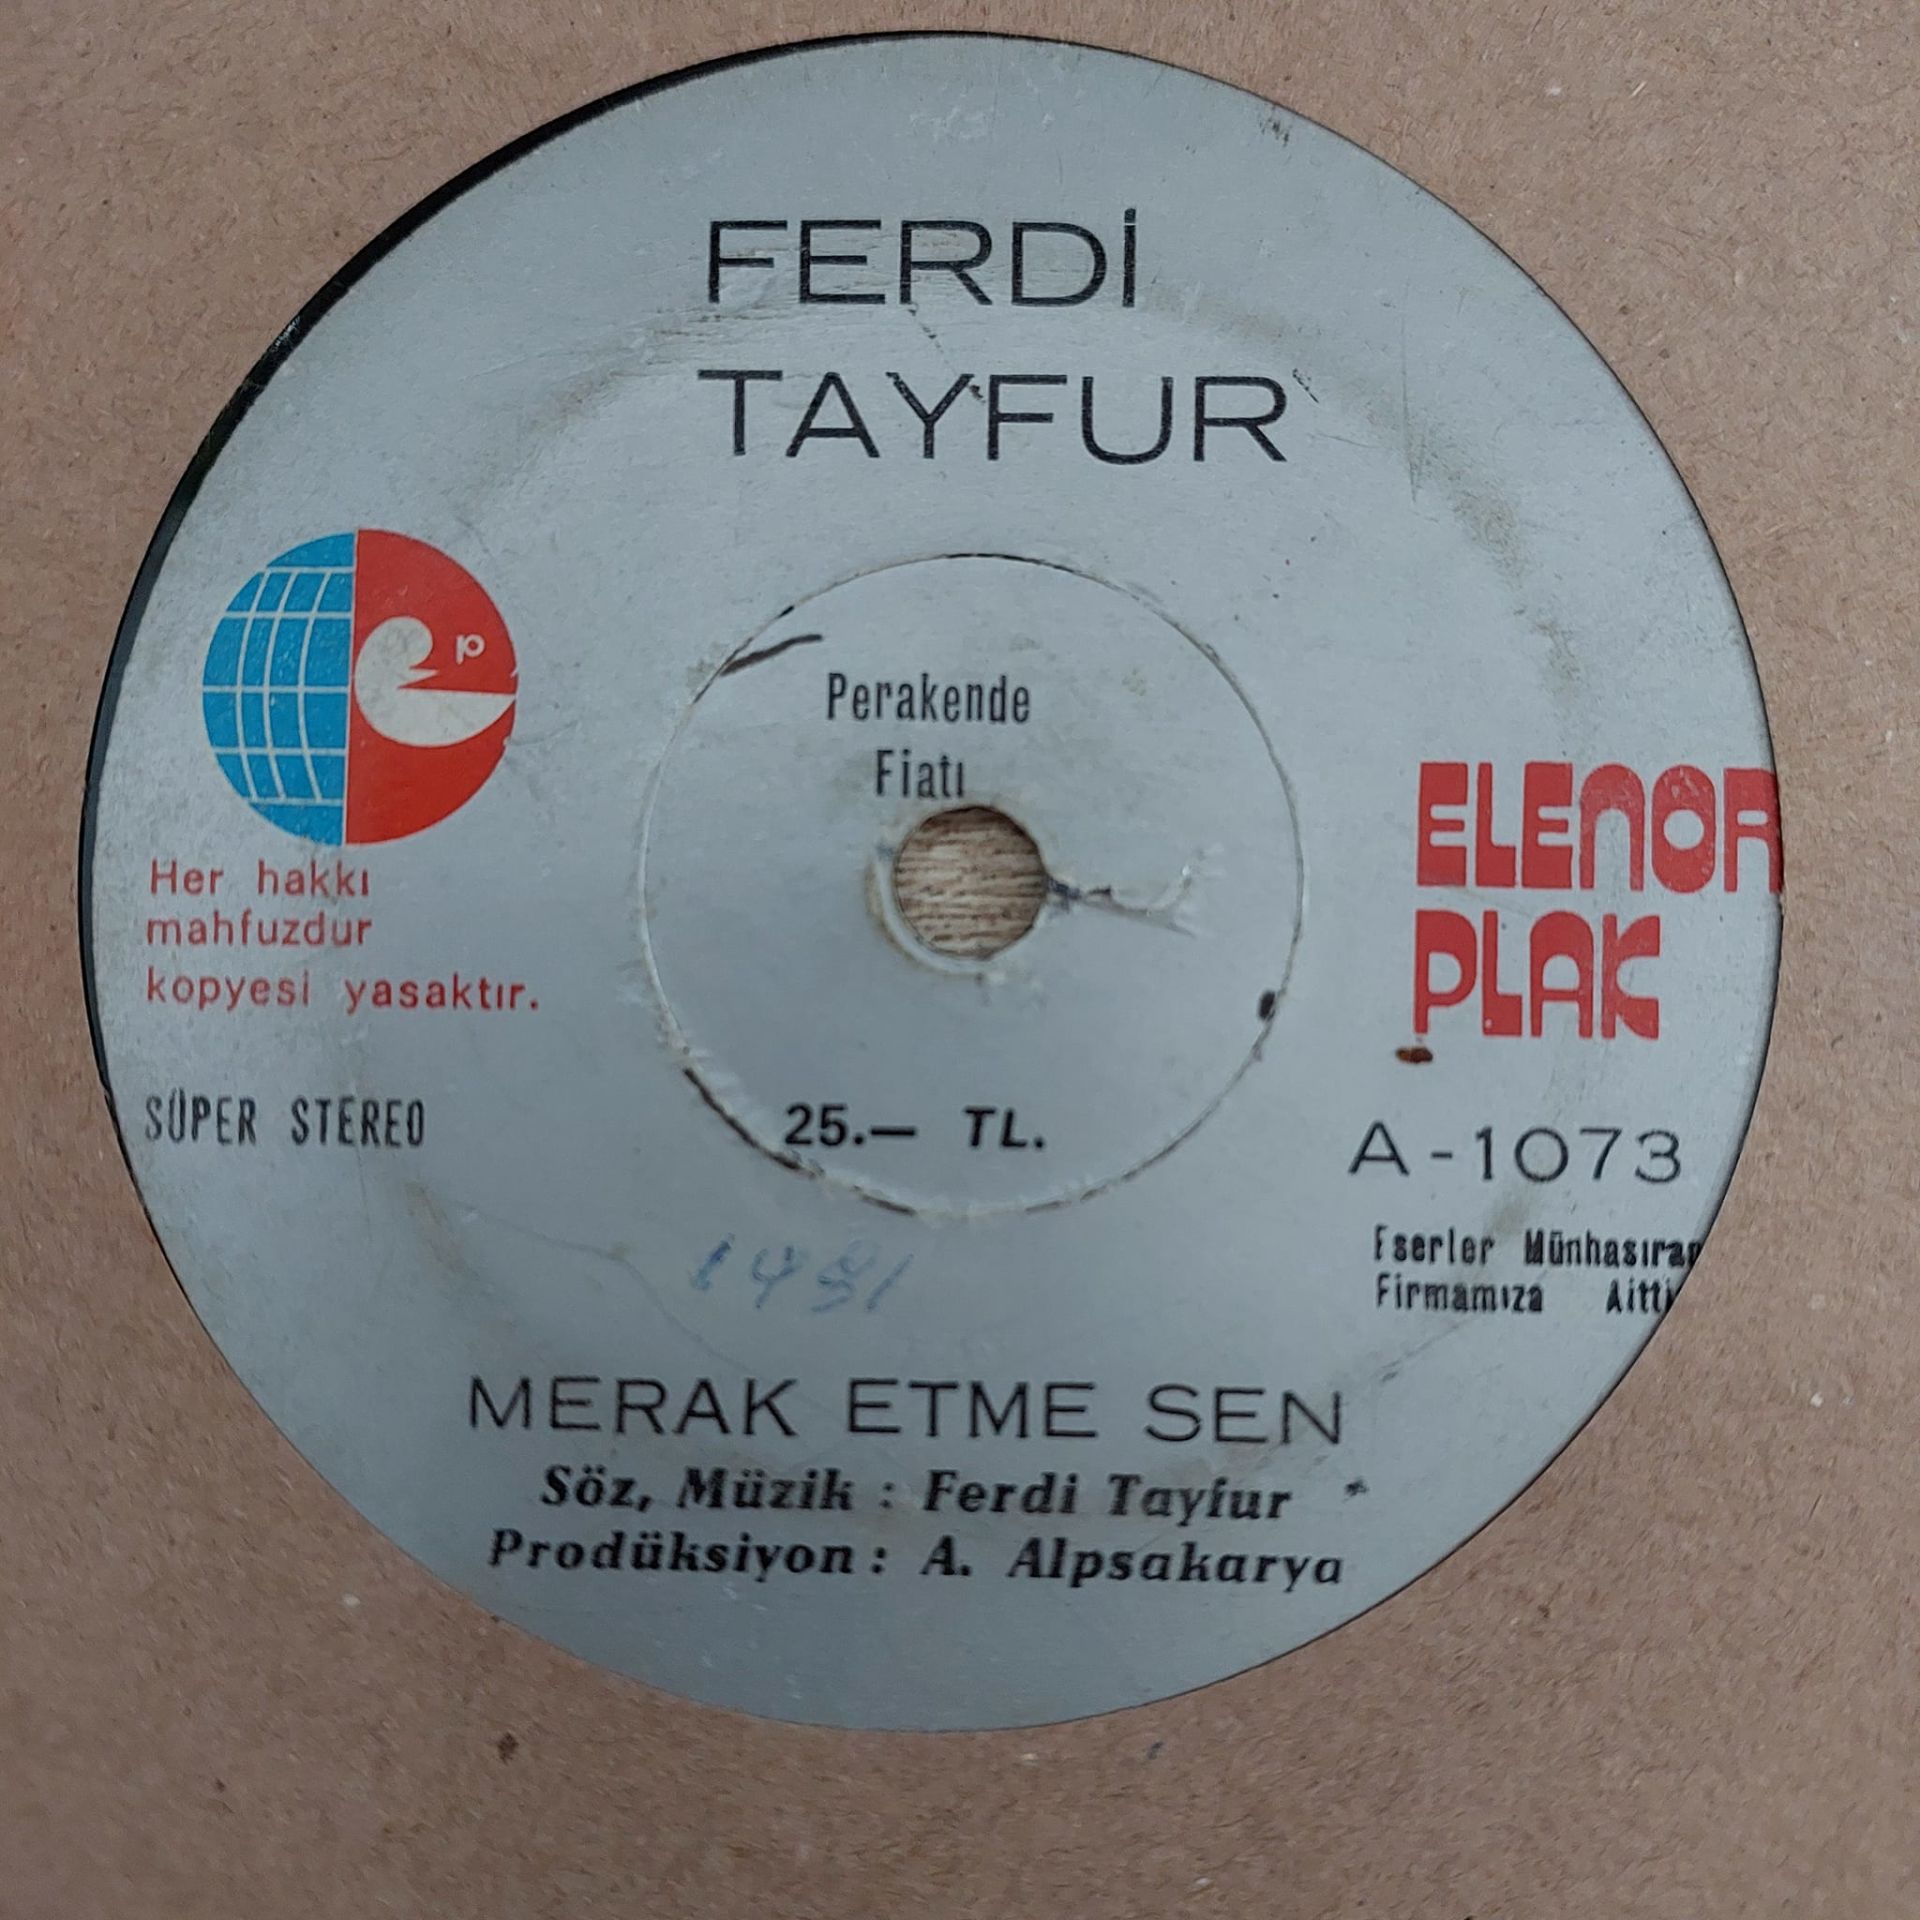 FERDİ
TAYFUR
p
Perakende
Fiatı
ELENOR
PLAK
Her hakkı
mahfuzdur
kopyesi yasaktır.
SÜPER STEREO
25.— TL.
A-1073
Eserler Münhasıran
Firmamıza Aitti
MERAK ETME SEN
Söz, Müzik : Ferdi Tayfur
Prodüksiyon : A. Alpsakarya